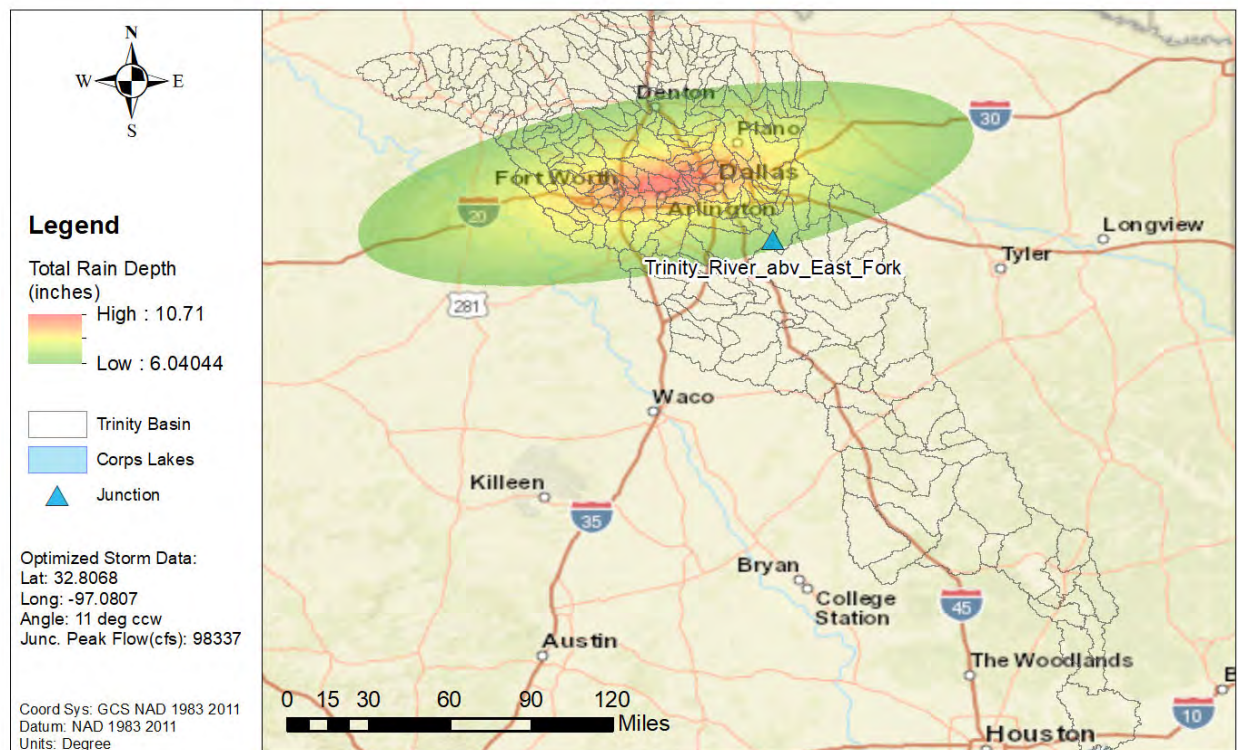 N
W E
S
Legend
Total Rain Depth
(inches)
High : 10.71
Low : 6.04044
Trinity Basin
Corps Lakes
Junction
Optimized Storm Data:
Lat: 32.8068
Long: -97.0807
Angle: 11 deg ccw
Junc. Peak Flow(cfs): 98337
Coord Sys: GCS NAD 1983 2011
Datum: NAD 1983 2011
Units: Degree
Denton
30
Plano
Fort Worth
Dallas
20
Arlington
Longview
Tyler
Trinity_River_abv_East_Fork
281
Waco
Killeen
35
Bryan
College
Station
45
Austin
The Woodlands
10
Houston
0 15 30 60 90 120
Miles